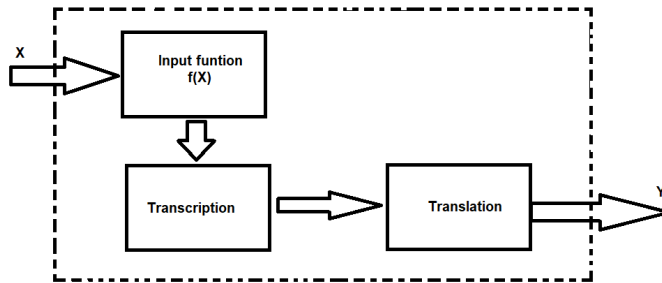 X
Input funtion
f(X)
Transcription
Translation
Y